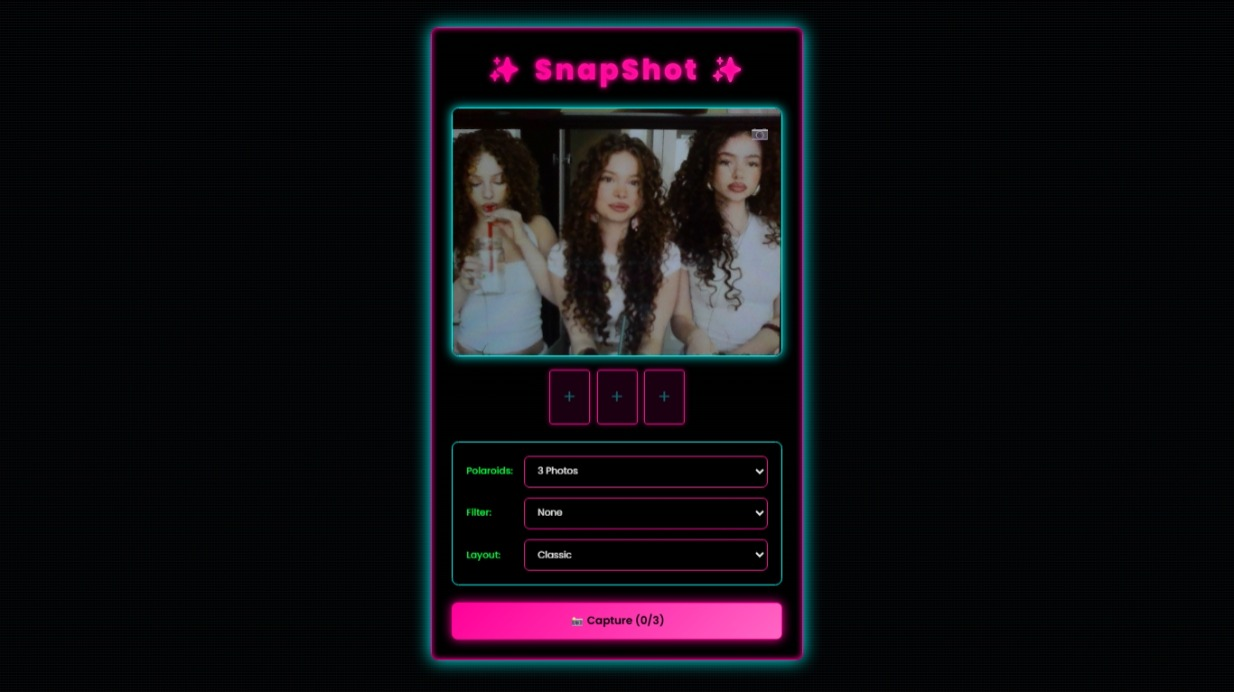 ✨ SnapShot ✨
+ + +
Polaroids: 3 Photos
Filter: None
Layout: Classic
📷 Capture (0/3)